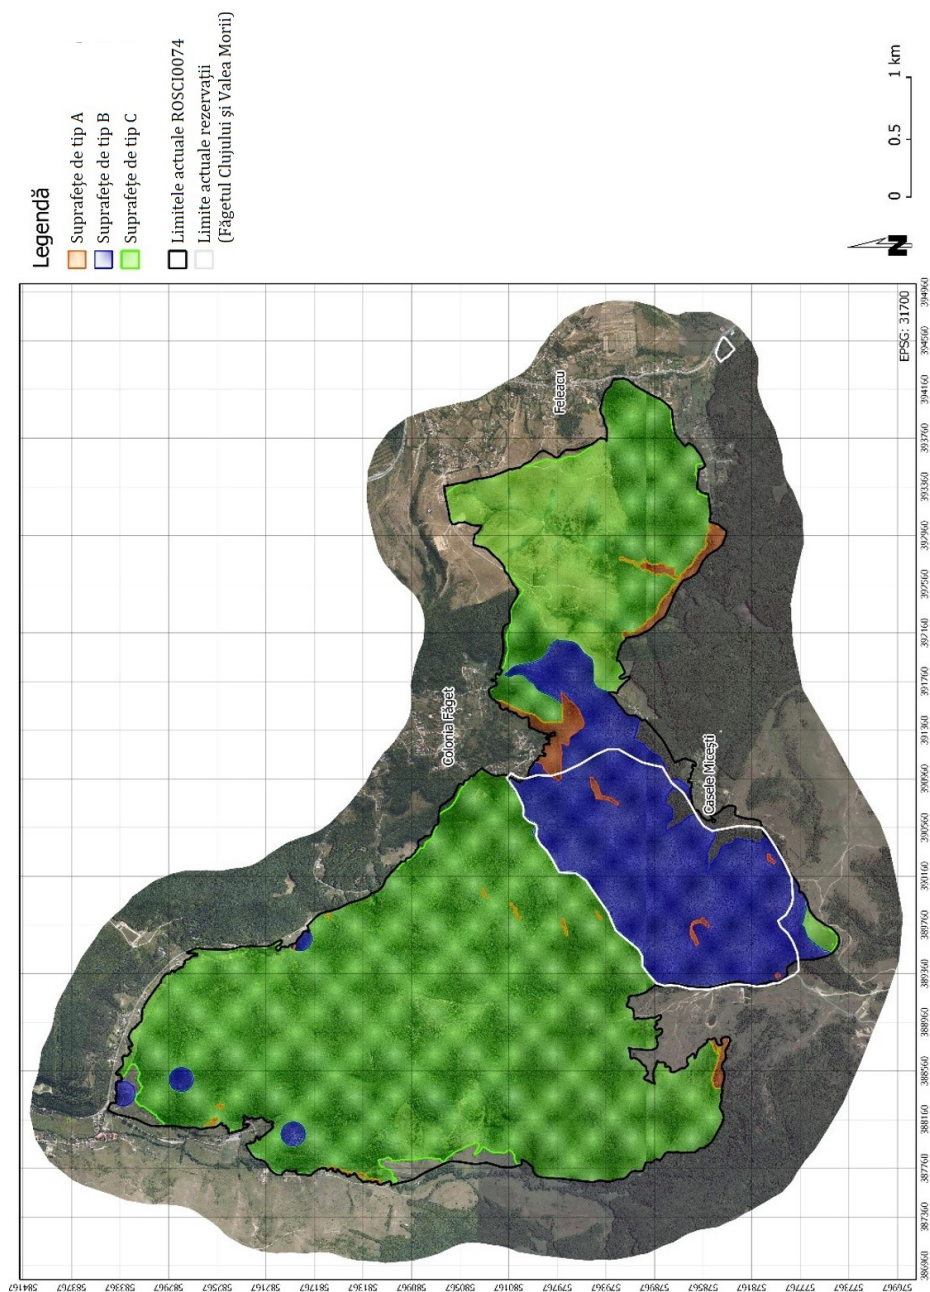 Legendă
Suprafețe de tip A
Suprafețe de tip B
Suprafețe de tip C
Limitele actuale ROSCI0074
Limite actuale rezervații
(Făgetul Clujului și Valea Morii)
0 0.5 1 km
N
EPSG: 31700
Feleacu
Colonia Făget
Casele Micești
386960 387360 387760 388160 388560 388960 389360 389760 390160 390560 390960 391360 391760 392160 392560 392960 393360 393760 394160 394560 394960
584167 583767 583367 582967 582567 582167 581767 581367 580967 580567 580167 579767 579367 578967 578567 578167 577767 577367 576967